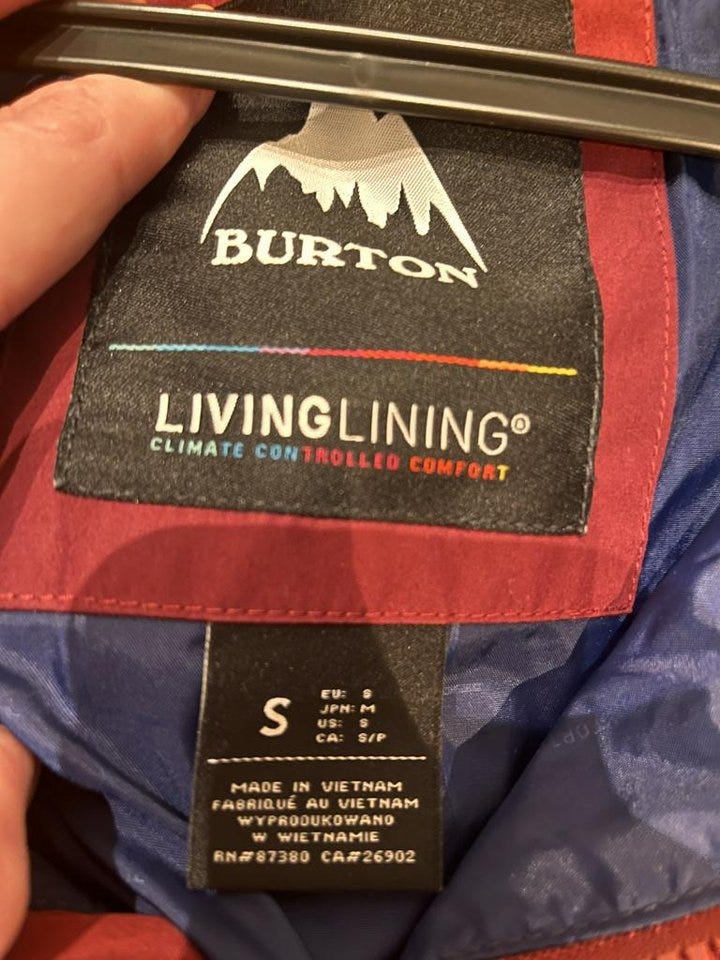 BURTON
LIVINGLINING®
CLIMATE CONTROLLED COMFORT
S
EU: S
JPN: M
US: S
CA: S/P
MADE IN VIETNAM
FABRIQUÉ AU VIETNAM
WYPRODUKOWANO
W WIETNAMIE
RN#87380 CA#26902